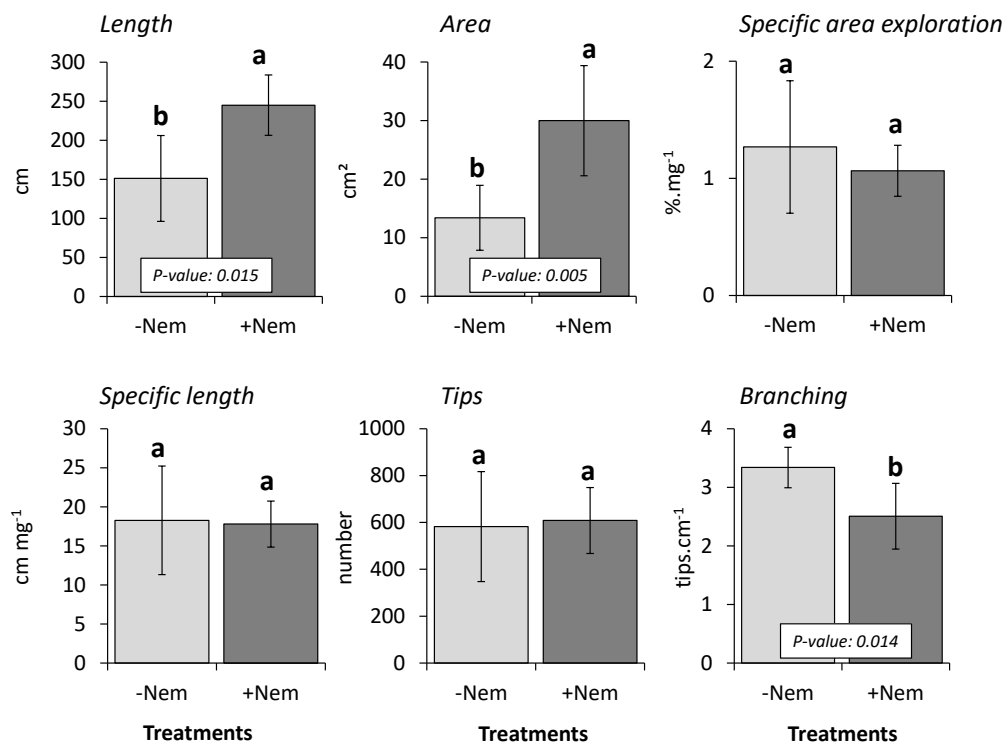 Length
300
250
200
150
100
50
0
cm
b
a
P-value: 0.015
-Nem +Nem
Area
40
30
20
10
0
cm²
b
a
P-value: 0.005
-Nem +Nem
Specific area exploration
2
1
0
%.mg⁻¹
a
a
-Nem +Nem
Specific length
30
25
20
15
10
5
0
cm mg⁻¹
a
a
-Nem +Nem
Treatments
Tips
1000
800
600
400
200
0
number
a
a
-Nem +Nem
Treatments
Branching
4
3
2
1
0
tips.cm⁻¹
a
b
P-value: 0.014
-Nem +Nem
Treatments